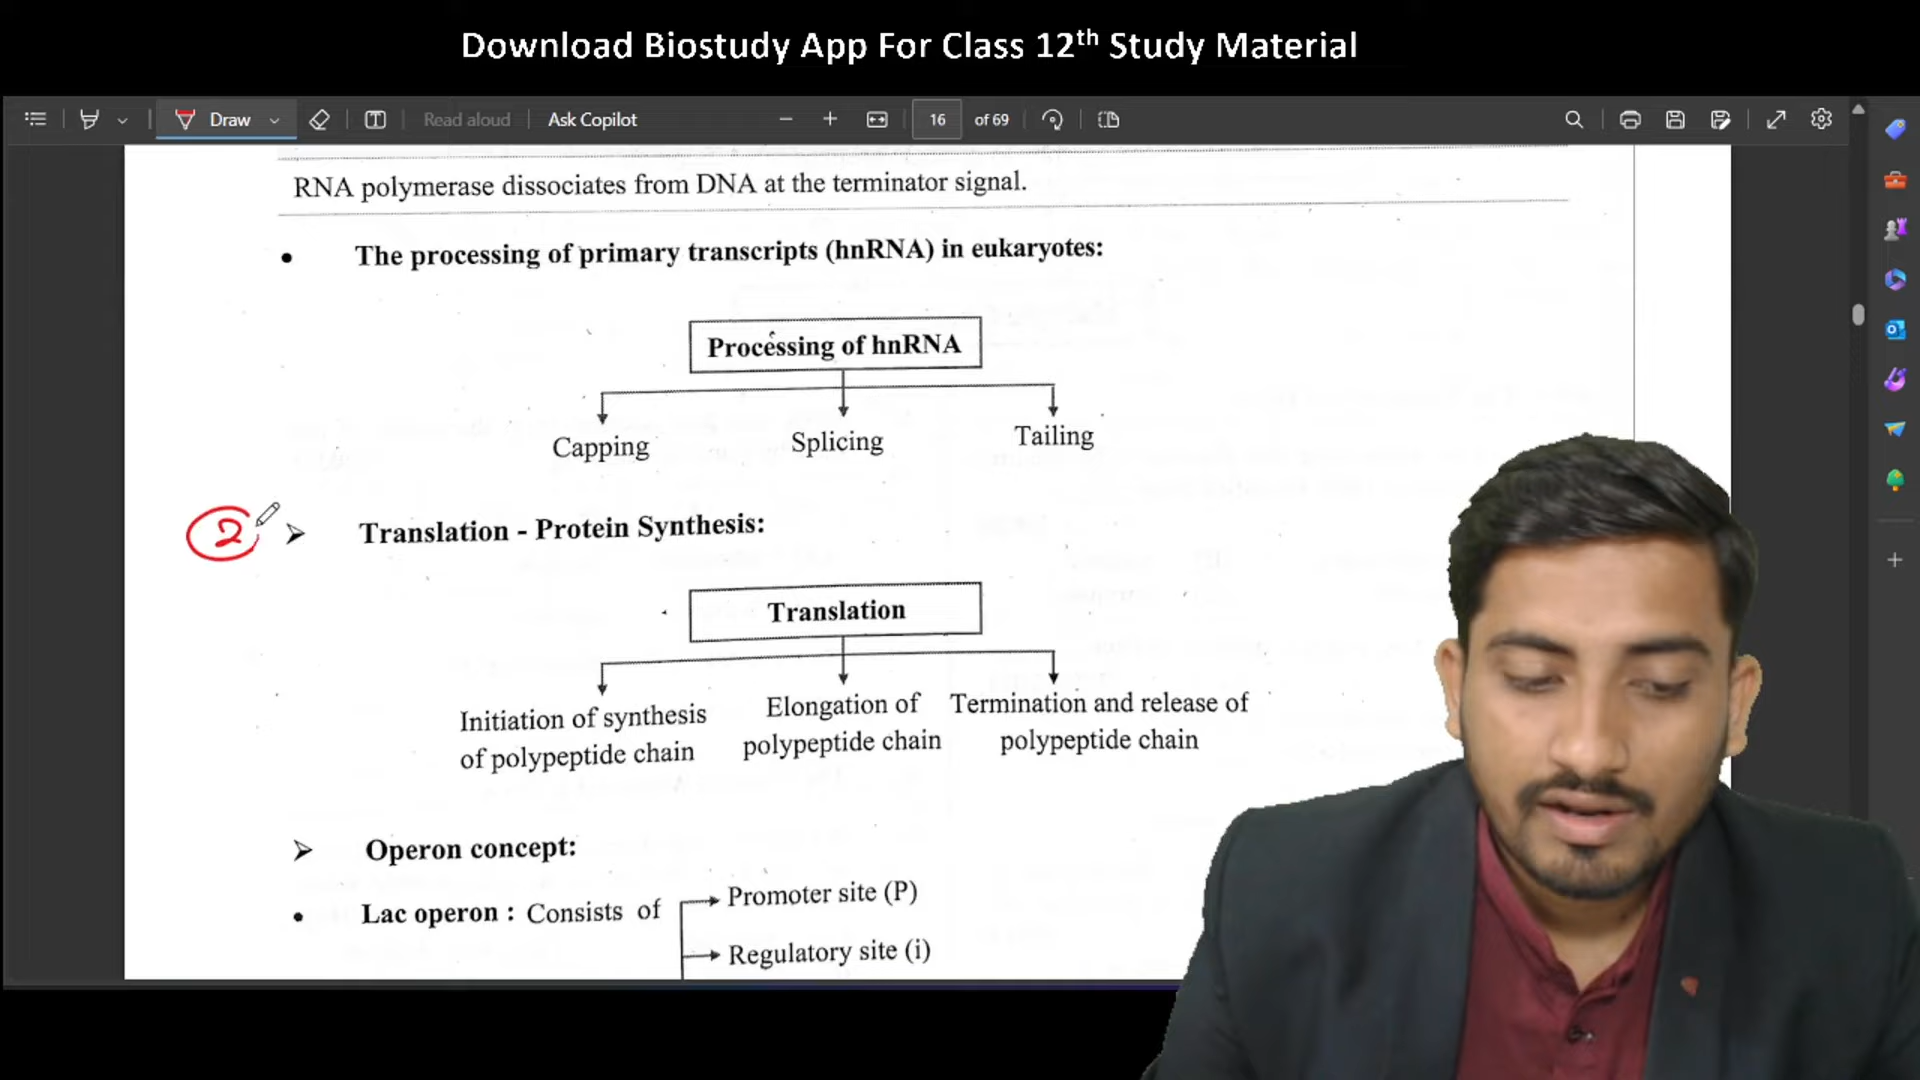 Download Biostudy App For Class 12th Study Material
Draw
Read aloud
Ask Copilot
16
of 69
RNA polymerase dissociates from DNA at the terminator signal.
• The processing of primary transcripts (hnRNA) in eukaryotes:
Processing of hnRNA
Capping
Splicing
Tailing
2 ➢ Translation - Protein Synthesis:
Translation
Initiation of synthesis
of polypeptide chain
Elongation of
polypeptide chain
Termination and release of
polypeptide chain
➢ Operon concept:
• Lac operon : Consists of
Promoter site (P)
Regulatory site (i)